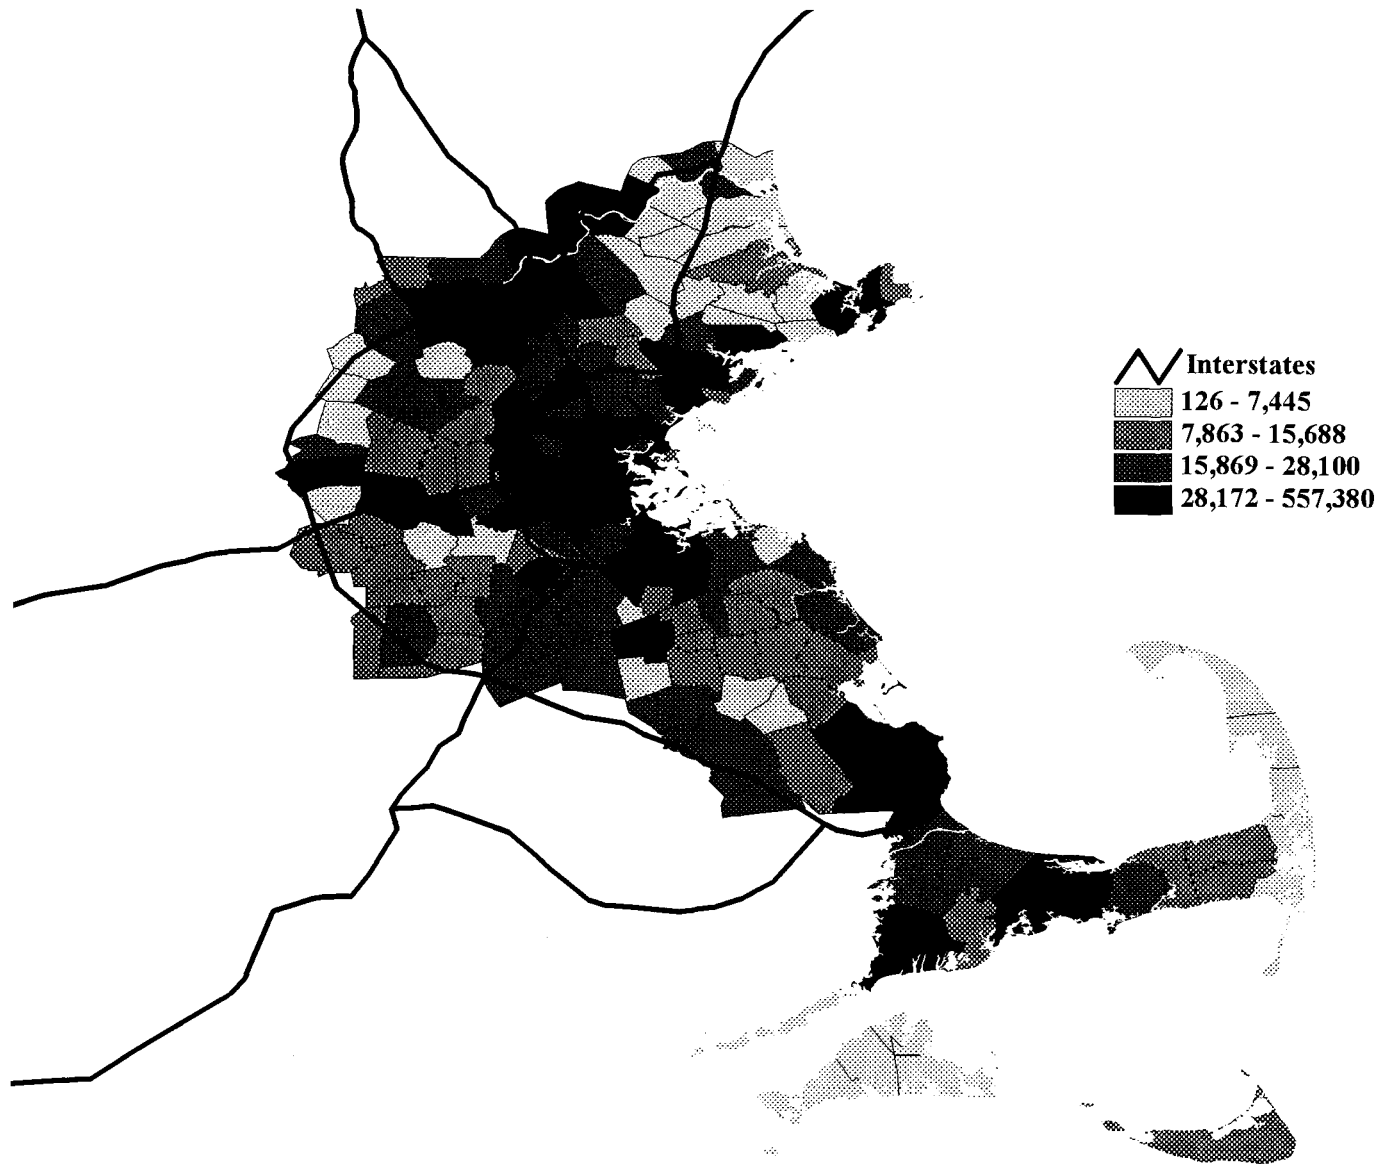 Interstates
126 - 7,445
7,863 - 15,688
15,869 - 28,100
28,172 - 557,380